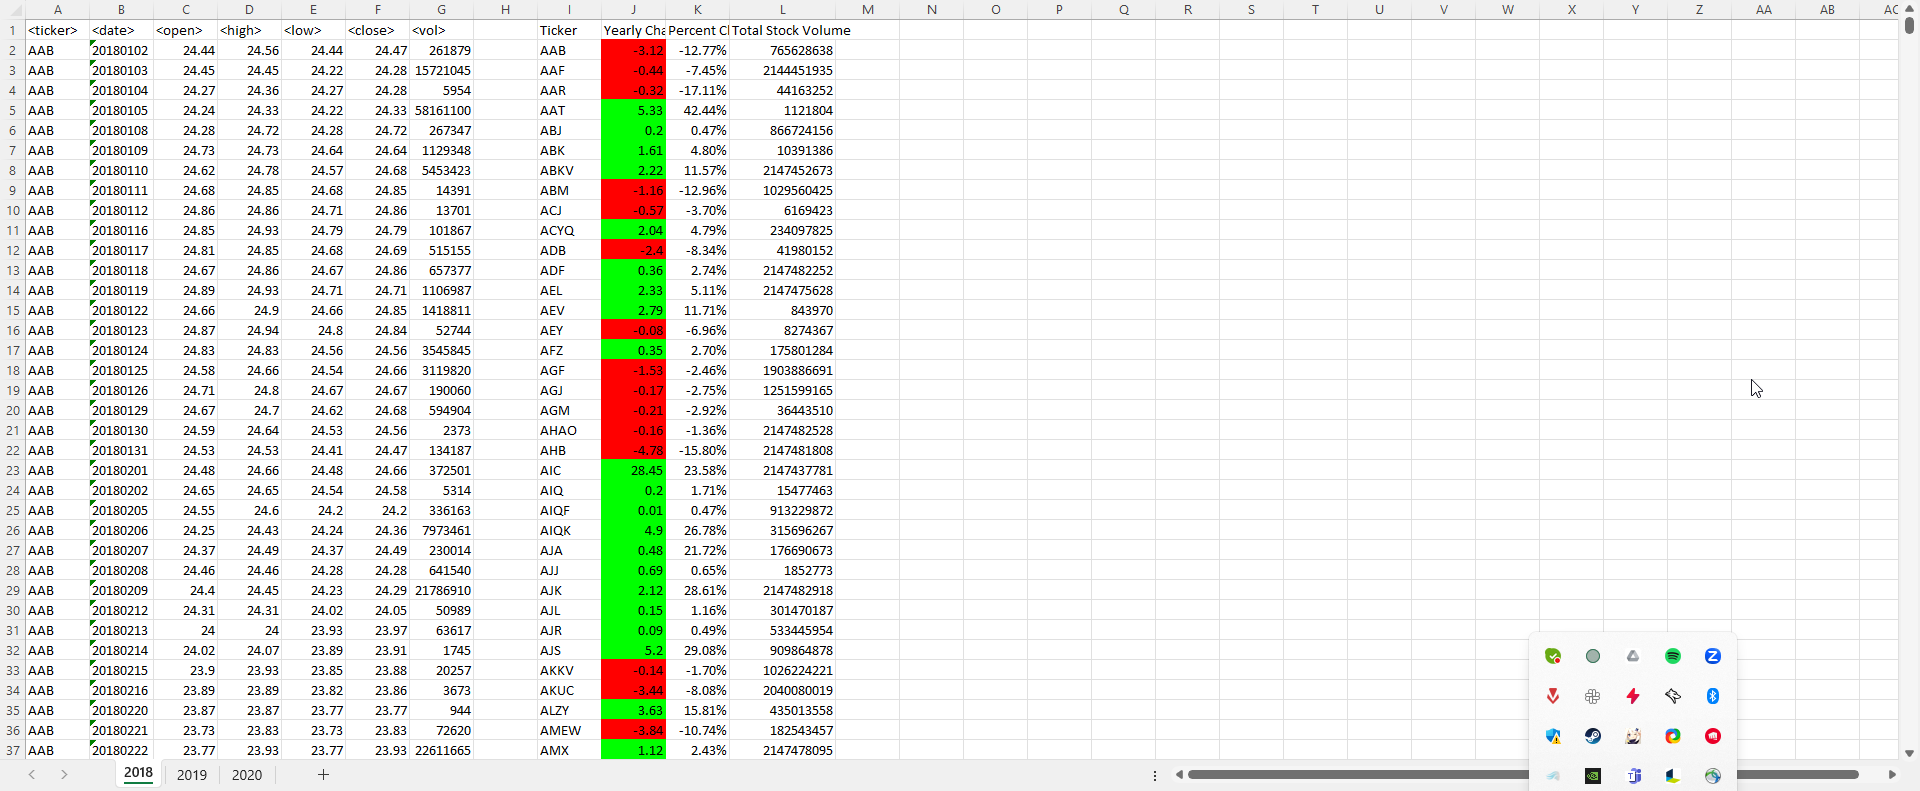 A B C D E F G H I J K L M N O P Q R S T U V W X Y Z AA AB AC
1 <ticker> <date> <open> <high> <low> <close> <vol> Ticker Yearly Cha Percent Cl Total Stock Volume
2 AAB 20180102 24.44 24.56 24.44 24.47 261879 AAB -3.12 -12.77% 765628638
3 AAB 20180103 24.45 24.45 24.22 24.28 15721045 AAF -0.44 -7.45% 2144451935
4 AAB 20180104 24.27 24.36 24.27 24.28 5954 AAR -0.32 -17.11% 44163252
5 AAB 20180105 24.24 24.33 24.22 24.33 58161100 AAT 5.33 42.44% 1121804
6 AAB 20180108 24.28 24.72 24.28 24.72 267347 ABJ 0.2 0.47% 866724156
7 AAB 20180109 24.73 24.73 24.64 24.64 1129348 ABK 1.61 4.80% 10391386
8 AAB 20180110 24.62 24.78 24.57 24.68 5453423 ABKV 2.22 11.57% 2147452673
9 AAB 20180111 24.68 24.85 24.68 24.85 14391 ABM -1.16 -12.96% 1029560425
10 AAB 20180112 24.86 24.86 24.71 24.86 13701 ACJ -0.57 -3.70% 6169423
11 AAB 20180116 24.85 24.93 24.79 24.79 101867 ACYQ 2.04 4.79% 234097825
12 AAB 20180117 24.81 24.85 24.68 24.69 515155 ADB -2.4 -8.34% 41980152
13 AAB 20180118 24.67 24.86 24.67 24.86 657377 ADF 0.36 2.74% 2147482252
14 AAB 20180119 24.89 24.93 24.71 24.71 1106987 AEL 2.33 5.11% 2147475628
15 AAB 20180122 24.66 24.9 24.66 24.85 1418811 AEV 2.79 11.71% 843970
16 AAB 20180123 24.87 24.94 24.8 24.84 52744 AEY -0.08 -6.96% 8274367
17 AAB 20180124 24.83 24.83 24.56 24.56 3545845 AFZ 0.35 2.70% 175801284
18 AAB 20180125 24.58 24.66 24.54 24.66 3119820 AGF -1.53 -2.46% 1903886691
19 AAB 20180126 24.71 24.8 24.67 24.67 190060 AGJ -0.17 -2.75% 1251599165
20 AAB 20180129 24.67 24.7 24.62 24.68 594904 AGM -0.21 -2.92% 36443510
21 AAB 20180130 24.59 24.64 24.53 24.56 2373 AHAO -0.16 -1.36% 2147482528
22 AAB 20180131 24.53 24.53 24.41 24.47 134187 AHB -4.78 -15.80% 2147481808
23 AAB 20180201 24.48 24.66 24.48 24.66 372501 AIC 28.45 23.58% 2147437781
24 AAB 20180202 24.65 24.65 24.54 24.58 5314 AIQ 0.2 1.71% 15477463
25 AAB 20180205 24.55 24.6 24.2 24.2 336163 AIQF 0.01 0.47% 913229872
26 AAB 20180206 24.25 24.43 24.24 24.36 7973461 AIQK 4.9 26.78% 315696267
27 AAB 20180207 24.37 24.49 24.37 24.49 230014 AJA 0.48 21.72% 176690673
28 AAB 20180208 24.46 24.46 24.28 24.28 641540 AJJ 0.69 0.65% 1852773
29 AAB 20180209 24.4 24.45 24.23 24.29 21786910 AJK 2.12 28.61% 2147482918
30 AAB 20180212 24.31 24.31 24.02 24.05 50989 AJL 0.15 1.16% 301470187
31 AAB 20180213 24 24 23.93 23.97 63617 AJR 0.09 0.49% 533445954
32 AAB 20180214 24.02 24.07 23.89 23.91 1745 AJS 5.2 29.08% 909864878
33 AAB 20180215 23.9 23.93 23.85 23.88 20257 AKKV -0.14 -1.70% 1026224221
34 AAB 20180216 23.89 23.89 23.82 23.86 3673 AKUC -3.44 -8.08% 2040080019
35 AAB 20180220 23.87 23.87 23.77 23.77 944 ALZY 3.63 15.81% 435013558
36 AAB 20180221 23.73 23.83 23.73 23.83 72620 AMEW -3.84 -10.74% 182543457
37 AAB 20180222 23.77 23.93 23.77 23.93 22611665 AMX 1.12 2.43% 2147478095
2018 2019 2020